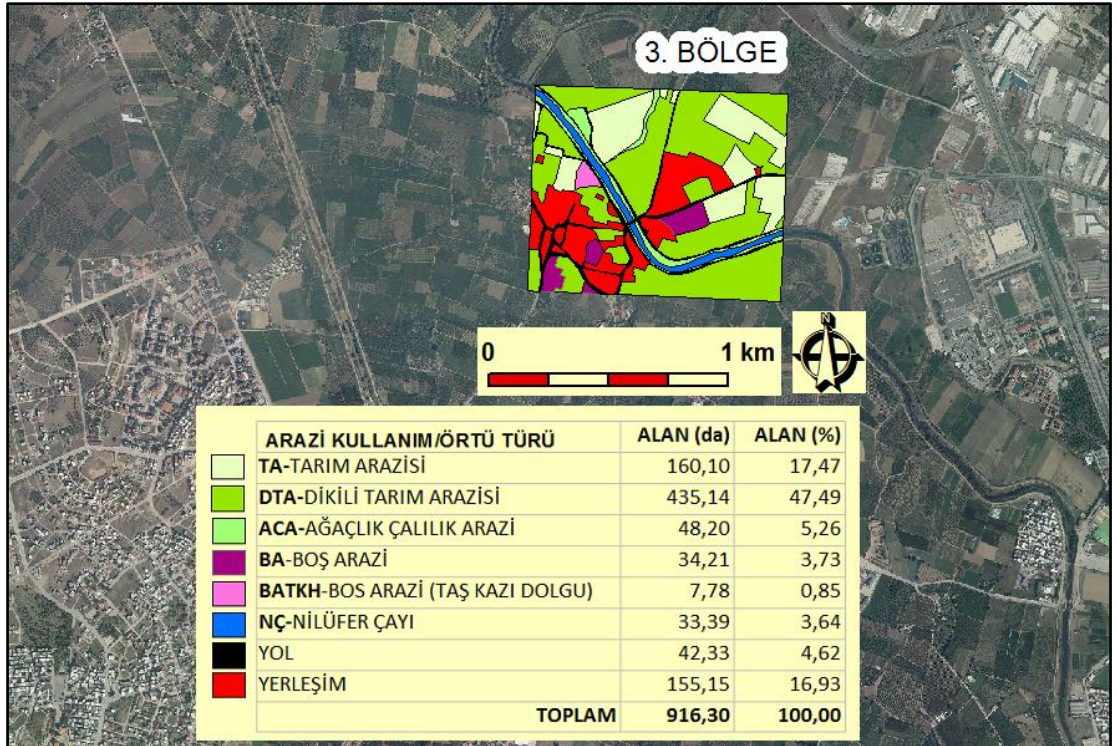 3. BÖLGE
0 1 km
N
ARAZİ KULLANIM/ÖRTÜ TÜRÜ ALAN (da) ALAN (%)
TA-TARIM ARAZİSİ 160,10 17,47
DTA-DİKİLİ TARIM ARAZİSİ 435,14 47,49
ACA-AĞAÇLIK ÇALILIK ARAZİ 48,20 5,26
BA-BOŞ ARAZİ 34,21 3,73
BATKH-BOS ARAZİ (TAŞ KAZI DOLGU) 7,78 0,85
NÇ-NİLÜFER ÇAYI 33,39 3,64
YOL 42,33 4,62
YERLEŞİM 155,15 16,93
TOPLAM 916,30 100,00